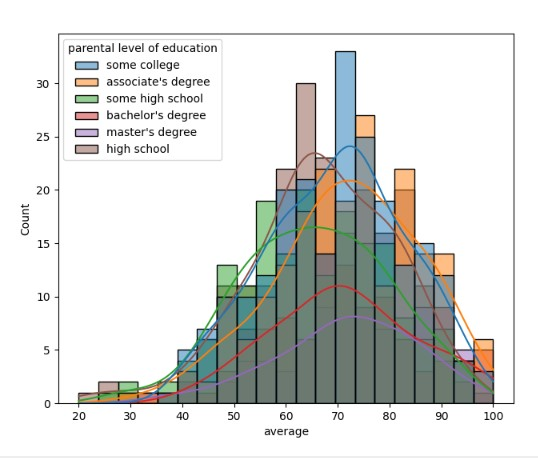 parental level of education
some college
associate's degree
some high school
bachelor's degree
master's degree
high school
30
25
20
15
10
5
0
Count
20 30 40 50 60 70 80 90 100
average